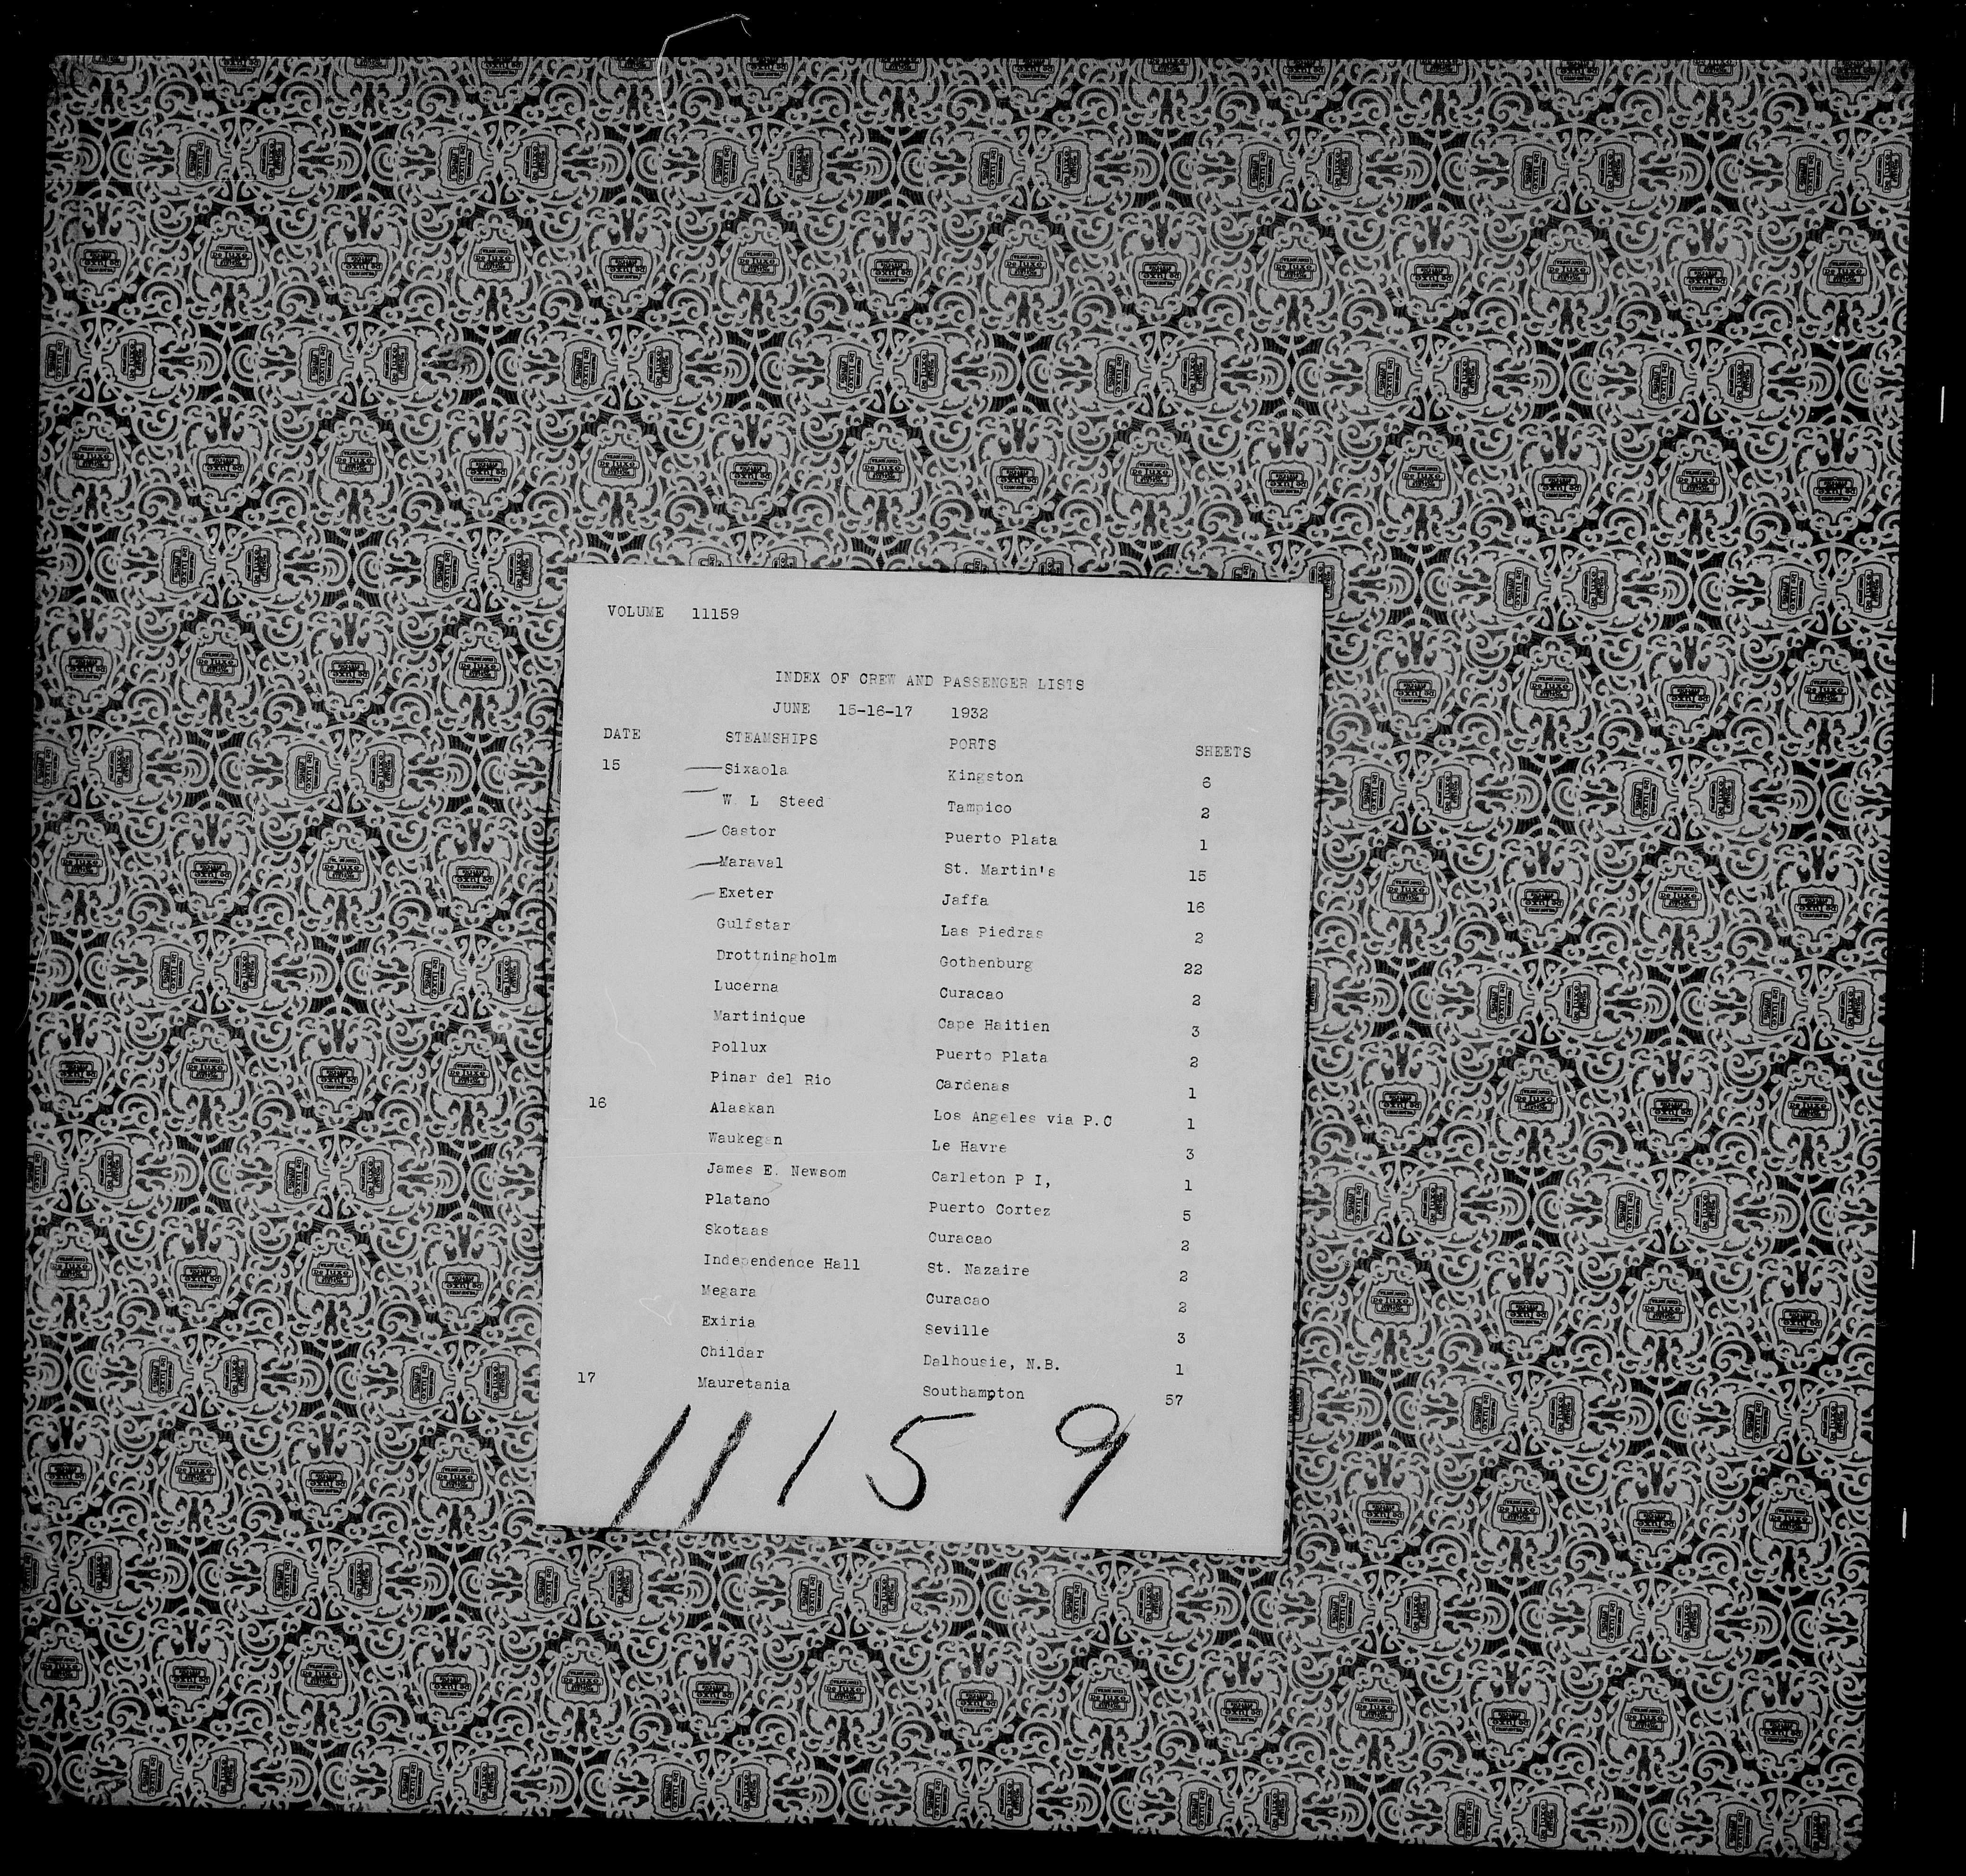 VOLUME 11159
INDEX OF CREW AND PASSENGER LISTS
JUNE 15-16-17 1932
DATE STEAMSHIPS PORTS SHEETS
15 Sixaola Kingston 6
W. L Steed Tampico 2
Castor Puerto Plata 1
Maraval St. Martin's 15
Exeter Jaffa 16
Gulfstar Las Piedras 2
Drottningholm Gothenburg 22
Lucerna Curacao 2
Martinique Cape Haitien 3
Pollux Puerto Plata 2
Pinar del Rio Cardenas 1
16 Alaskan Los Angeles via P.C 1
Waukegan Le Havre 3
James E. Newsom Carleton P I, 1
Platano Puerto Cortez 5
Skotaas Curacao 2
Independence Hall St. Nazaire 2
Megara Curacao 2
Exiria Seville 3
Childar Dalhousie, N.B. 1
17 Mauretania Southampton 57
11159